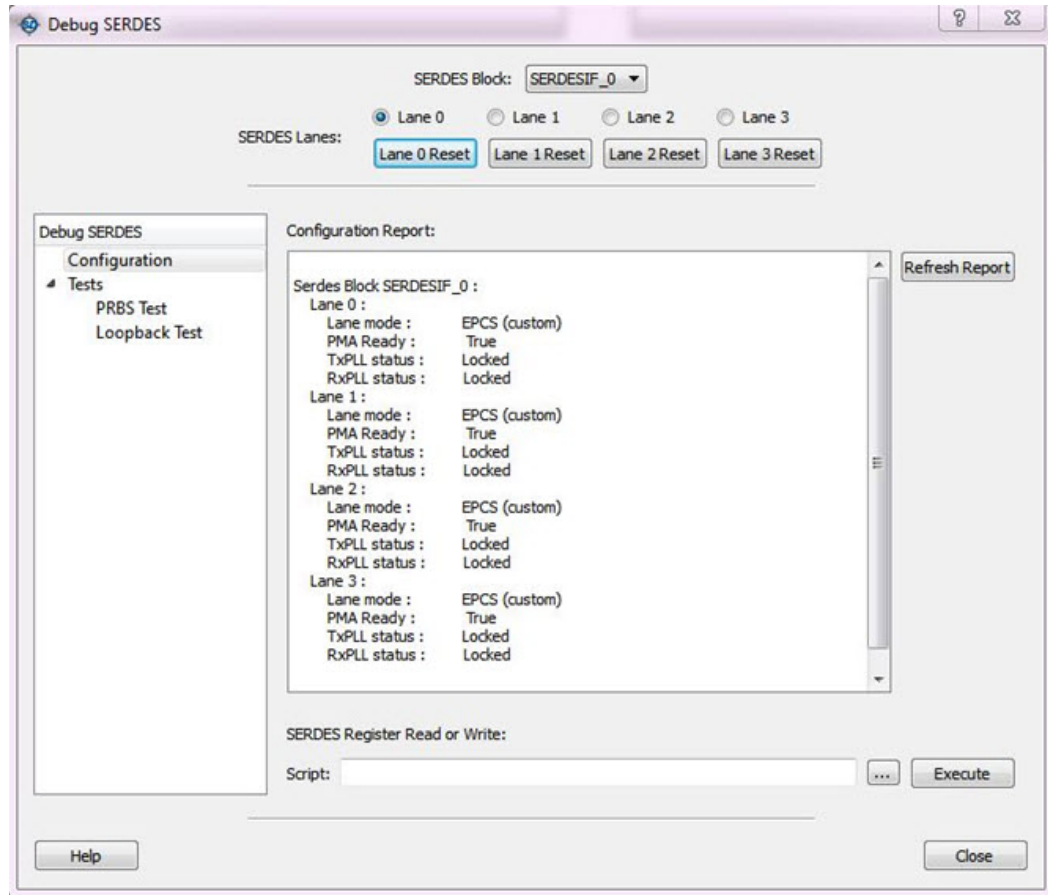 Debug SERDES
SERDES Block: SERDESIF_0
Lane 0 Lane 1 Lane 2 Lane 3
SERDES Lanes:
Lane 0 Reset Lane 1 Reset Lane 2 Reset Lane 3 Reset
Debug SERDES
Configuration
Tests
PRBS Test
Loopback Test
Configuration Report:
Refresh Report
Serdes Block SERDESIF_0 :
Lane 0 :
Lane mode : EPCS (custom)
PMA Ready : True
TxPLL status : Locked
RxPLL status : Locked
Lane 1 :
Lane mode : EPCS (custom)
PMA Ready : True
TxPLL status : Locked
RxPLL status : Locked
Lane 2 :
Lane mode : EPCS (custom)
PMA Ready : True
TxPLL status : Locked
RxPLL status : Locked
Lane 3 :
Lane mode : EPCS (custom)
PMA Ready : True
TxPLL status : Locked
RxPLL status : Locked
SERDES Register Read or Write:
Script: ... Execute
Help Close